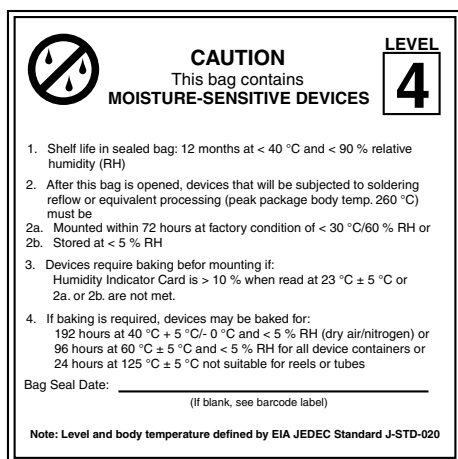 CAUTION
This bag contains
MOISTURE-SENSITIVE DEVICES
LEVEL
4
1. Shelf life in sealed bag: 12 months at < 40 °C and < 90 % relative
humidity (RH)
2. After this bag is opened, devices that will be subjected to soldering
reflow or equivalent processing (peak package body temp. 260 °C)
must be
2a. Mounted within 72 hours at factory condition of < 30 °C/60 % RH or
2b. Stored at < 5 % RH
3. Devices require baking befor mounting if:
Humidity Indicator Card is > 10 % when read at 23 °C ± 5 °C or
2a. or 2b. are not met.
4. If baking is required, devices may be baked for:
192 hours at 40 °C + 5 °C/- 0 °C and < 5 % RH (dry air/nitrogen) or
96 hours at 60 °C ± 5 °C and < 5 % RH for all device containers or
24 hours at 125 °C ± 5 °C not suitable for reels or tubes
Bag Seal Date:
(If blank, see barcode label)
Note: Level and body temperature defined by EIA JEDEC Standard J-STD-020